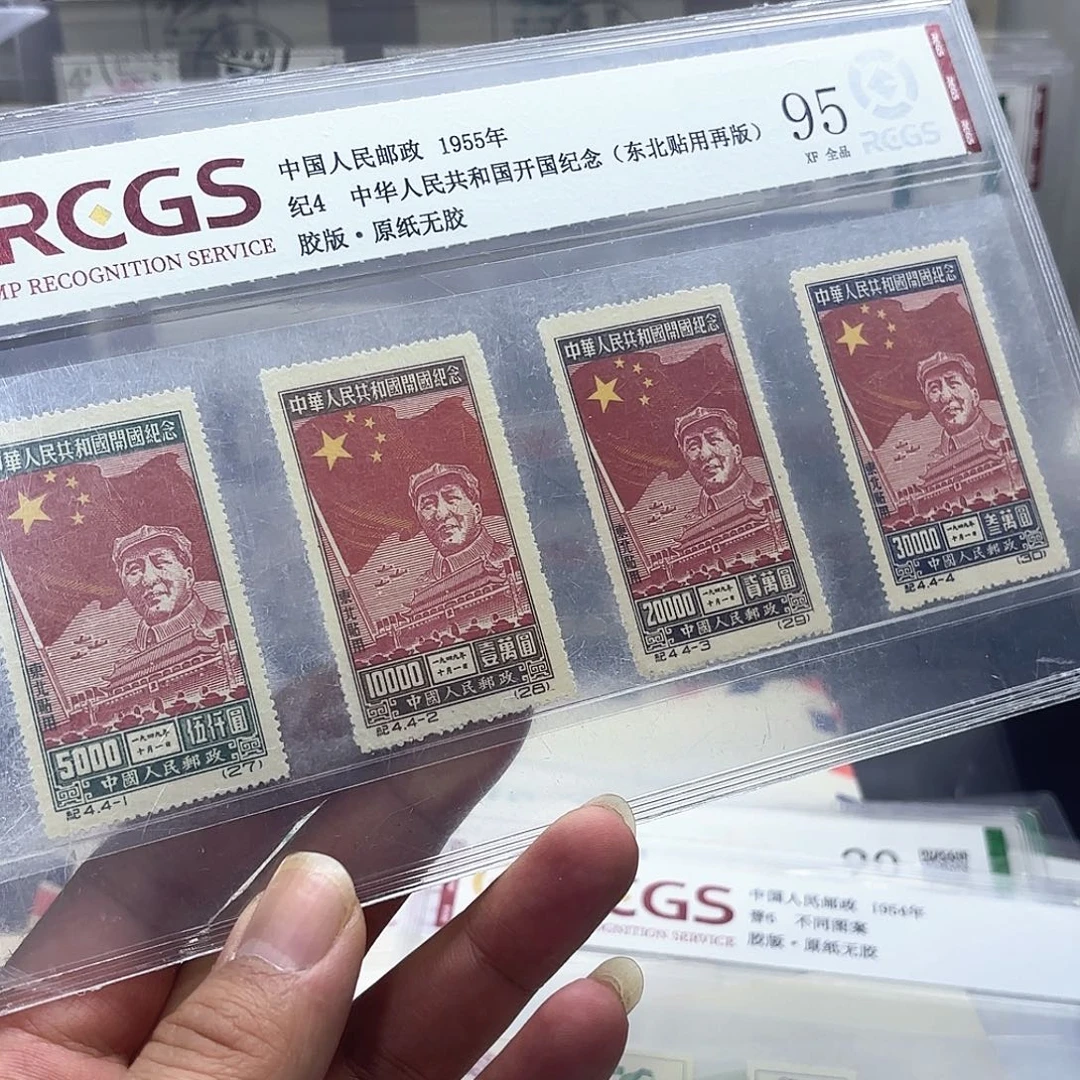 RCGS
MP RECOGNITION SERVICE
中国人民邮政 1955年
纪4 中华人民共和国开国纪念（东北贴用再版）
胶版·原纸无胶
95
XF 全品
RCGS
華人民共和國開國紀念
東北貼用
5000
一九四九年
十月一日
伍仟圓
中國人民郵政
紀4.4-1
(27)
中華人民共和國開國紀念
東北貼用
10000
一九四九年
十月一日
壹萬圓
中國人民郵政
紀4.4-2
(28)
中華人民共和國開國紀念
東北貼用
20000
一九四九年
十月一日
貳萬圓
中國人民郵政
紀4.4-3
(29)
中華人民共和國開國紀念
東北貼用
30000
一九四九年
十月一日
叁萬圓
中國人民郵政
紀4.4-4
(30)
CGS
COGNITION SERVICE
中国人民邮政 1954年
普6 不同图案
胶版·原纸无胶